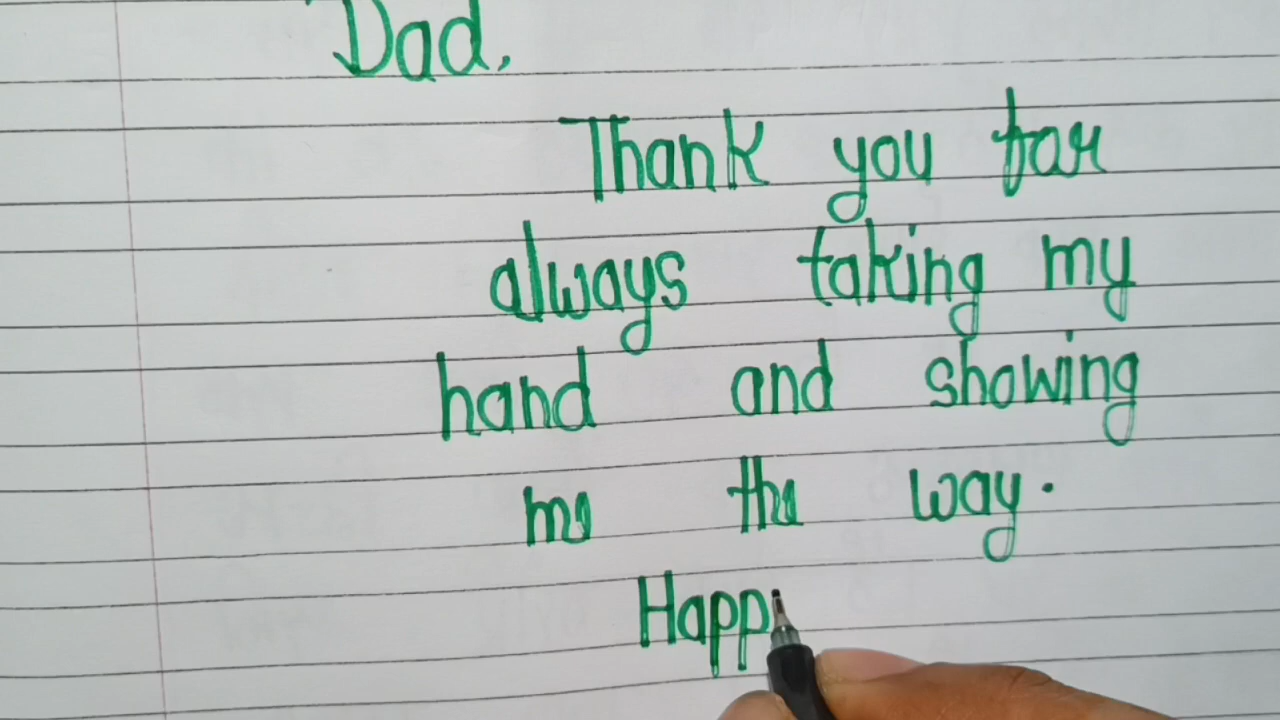 Dad,
Thank you for
always taking my
hand and showing
me the way.
Happ